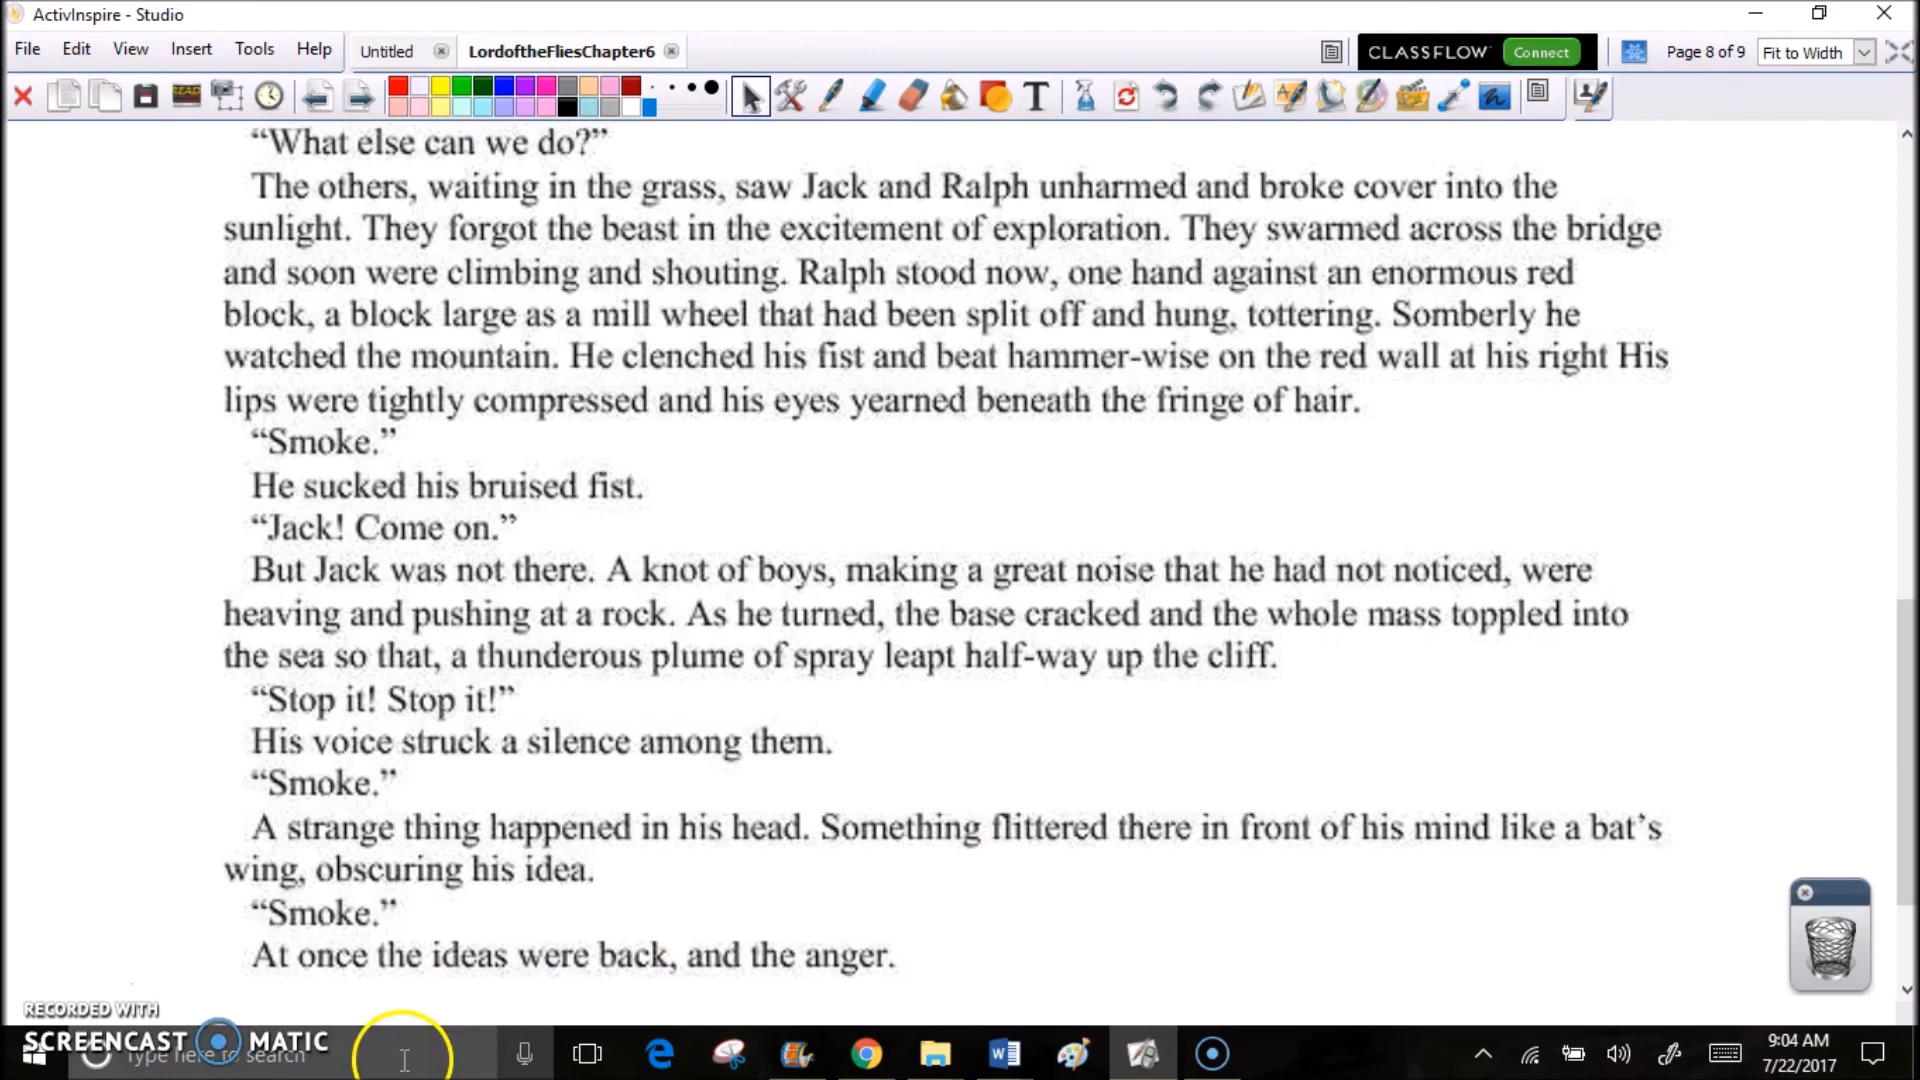 ActivInspire - Studio
File Edit View Insert Tools Help Untitled LordoftheFliesChapter6 CLASSFLOW Connect Page 8 of 9 Fit to Width
“What else can we do?”
The others, waiting in the grass, saw Jack and Ralph unharmed and broke cover into the
sunlight. They forgot the beast in the excitement of exploration. They swarmed across the bridge
and soon were climbing and shouting. Ralph stood now, one hand against an enormous red
block, a block large as a mill wheel that had been split off and hung, tottering. Somberly he
watched the mountain. He clenched his fist and beat hammer-wise on the red wall at his right His
lips were tightly compressed and his eyes yearned beneath the fringe of hair.
“Smoke.”
He sucked his bruised fist.
“Jack! Come on.”
But Jack was not there. A knot of boys, making a great noise that he had not noticed, were
heaving and pushing at a rock. As he turned, the base cracked and the whole mass toppled into
the sea so that, a thunderous plume of spray leapt half-way up the cliff.
“Stop it! Stop it!”
His voice struck a silence among them.
“Smoke.”
A strange thing happened in his head. Something flittered there in front of his mind like a bat’s
wing, obscuring his idea.
“Smoke.”
At once the ideas were back, and the anger.
RECORDED WITH
SCREENCAST MATIC
Type here to search
9:04 AM
7/22/2017